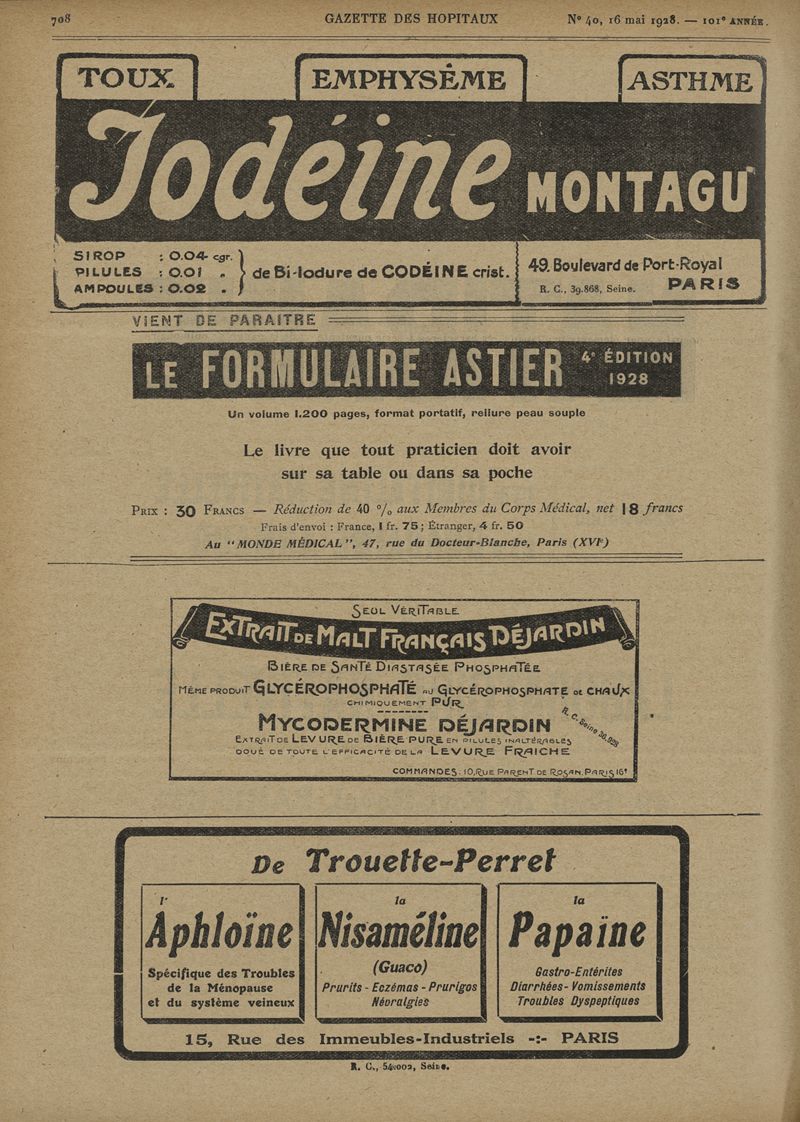 708 GAZETTE DES HOPITAUX Nº 40, 16 mai 1928. — 101e ANNÉE.
TOUX EMPHYSÈME ASTHME
Iodéine MONTAGU
SIROP : 0.04 cgr.
PILULES : 0.01 „
AMPOULES : 0.02 „
de Bi-Iodure de CODÉINE crist.
49, Boulevard de Port-Royal
R. C., 39.868, Seine. PARIS
VIENT DE PARAITRE
LE FORMULAIRE ASTIER 4e ÉDITION 1928
Un volume 1.200 pages, format portatif, reliure peau souple
Le livre que tout praticien doit avoir
sur sa table ou dans sa poche
PRIX : 30 FRANCS — Réduction de 40 % aux Membres du Corps Médical, net 18 francs
Frais d'envoi : France, 1 fr. 75 ; Étranger, 4 fr. 50
Au "MONDE MÉDICAL", 47, rue du Docteur-Blanche, Paris (XVIe)
SEUL VÉRITABLE
EXTRAIT DE MALT FRANÇAIS DÉJARDIN
BIÈRE DE SANTÉ DIASTASÉE PHOSPHATÉE
MÊME PRODUIT GLYCÉROPHOSPHATÉ AU GLYCÉROPHOSPHATE DE CHAUX
CHIMIQUEMENT PUR
MYCODERMINE DÉJARDIN
R. C. Seine 36.929
EXTRAIT DE LEVURE DE BIÈRE PURE EN PILULES INALTÉRABLES
DOUÉ DE TOUTE L'EFFICACITÉ DE LA LEVURE FRAICHE
COMMANDES : 10, RUE PARENT DE ROSAN, PARIS 16e
De Trouette-Perret
l'
Aphloïne
Spécifique des Troubles
de la Ménopause
et du système veineux
la
Nisaméline
(Guaco)
Prurits - Eczémas - Prurigos
Névralgies
la
Papaïne
Gastro-Entérites
Diarrhées - Vomissements
Troubles Dyspeptiques
15, Rue des Immeubles-Industriels -:- PARIS
R. C., 54.002, Seine.